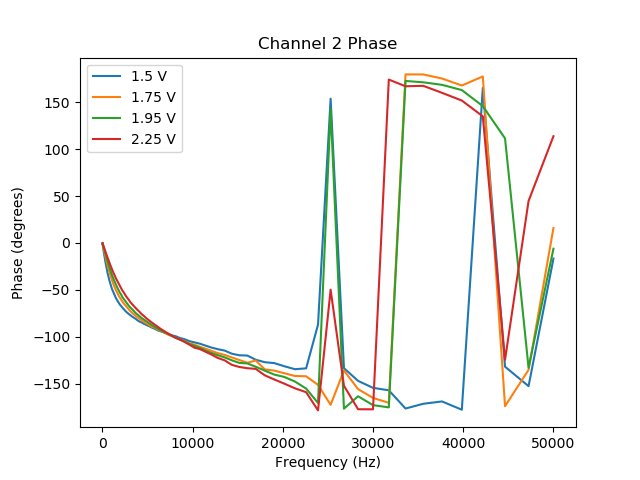 Channel 2 Phase
1.5 V
1.75 V
1.95 V
2.25 V
Phase (degrees)
150
100
50
0
−50
−100
−150
0 10000 20000 30000 40000 50000
Frequency (Hz)